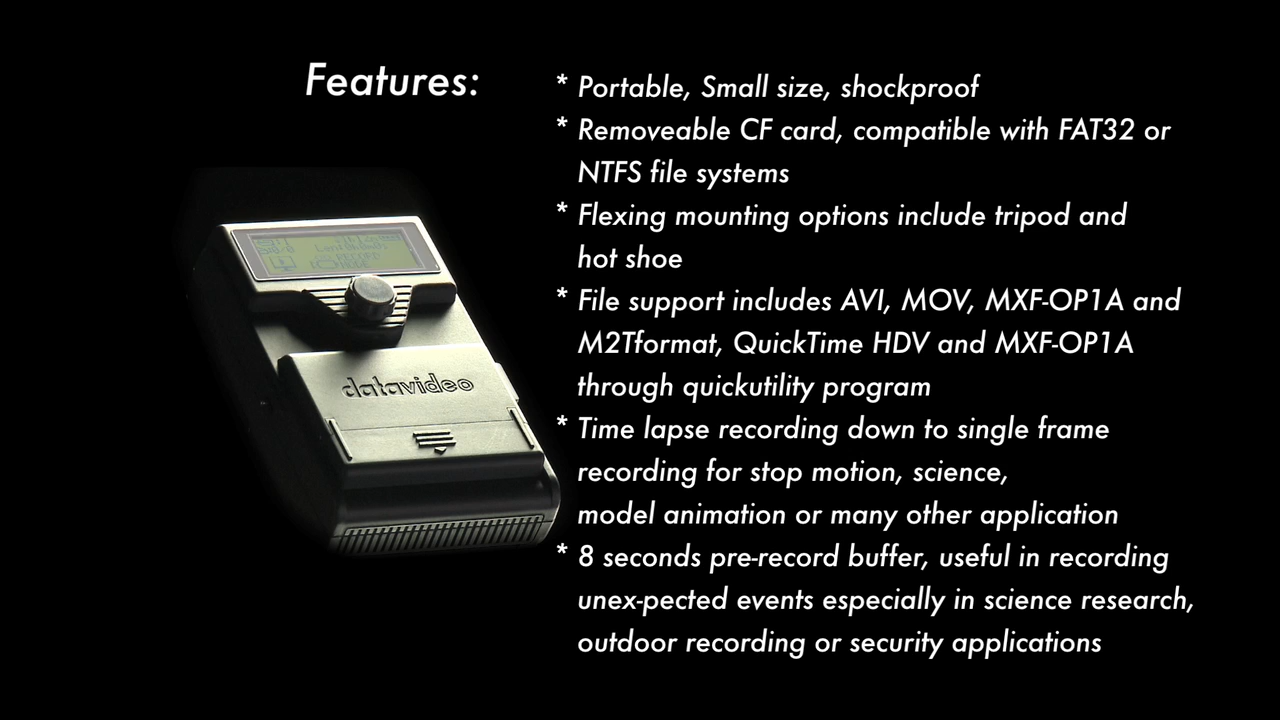 Features:
* Portable, Small size, shockproof
* Removeable CF card, compatible with FAT32 or
NTFS file systems
* Flexing mounting options include tripod and
hot shoe
* File support includes AVI, MOV, MXF-OP1A and
M2Tformat, QuickTime HDV and MXF-OP1A
through quickutility program
* Time lapse recording down to single frame
recording for stop motion, science,
model animation or many other application
* 8 seconds pre-record buffer, useful in recording
unex-pected events especially in science research,
outdoor recording or security applications
datavideo